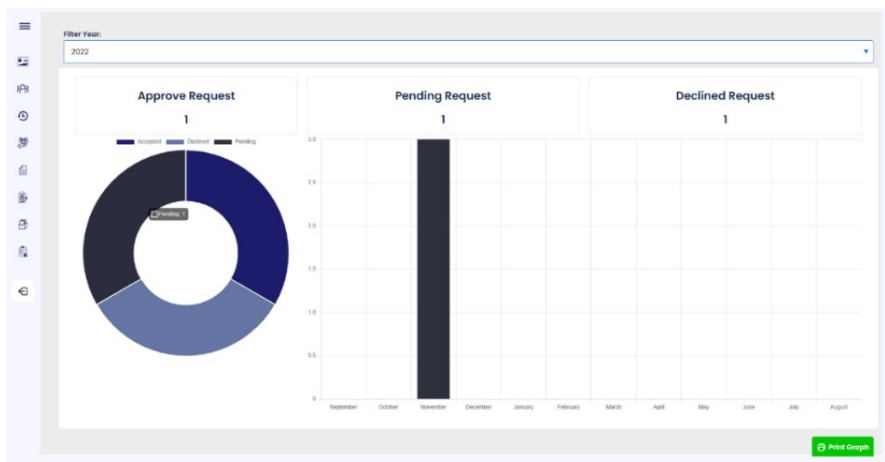 Filter Year:
2022
Approve Request
1
Pending Request
1
Declined Request
1
Accepted Declined Pending
Pending: 1
3.0
2.5
2.0
1.5
1.0
0.5
0
September October November December January February March April May June July August
Print Graph